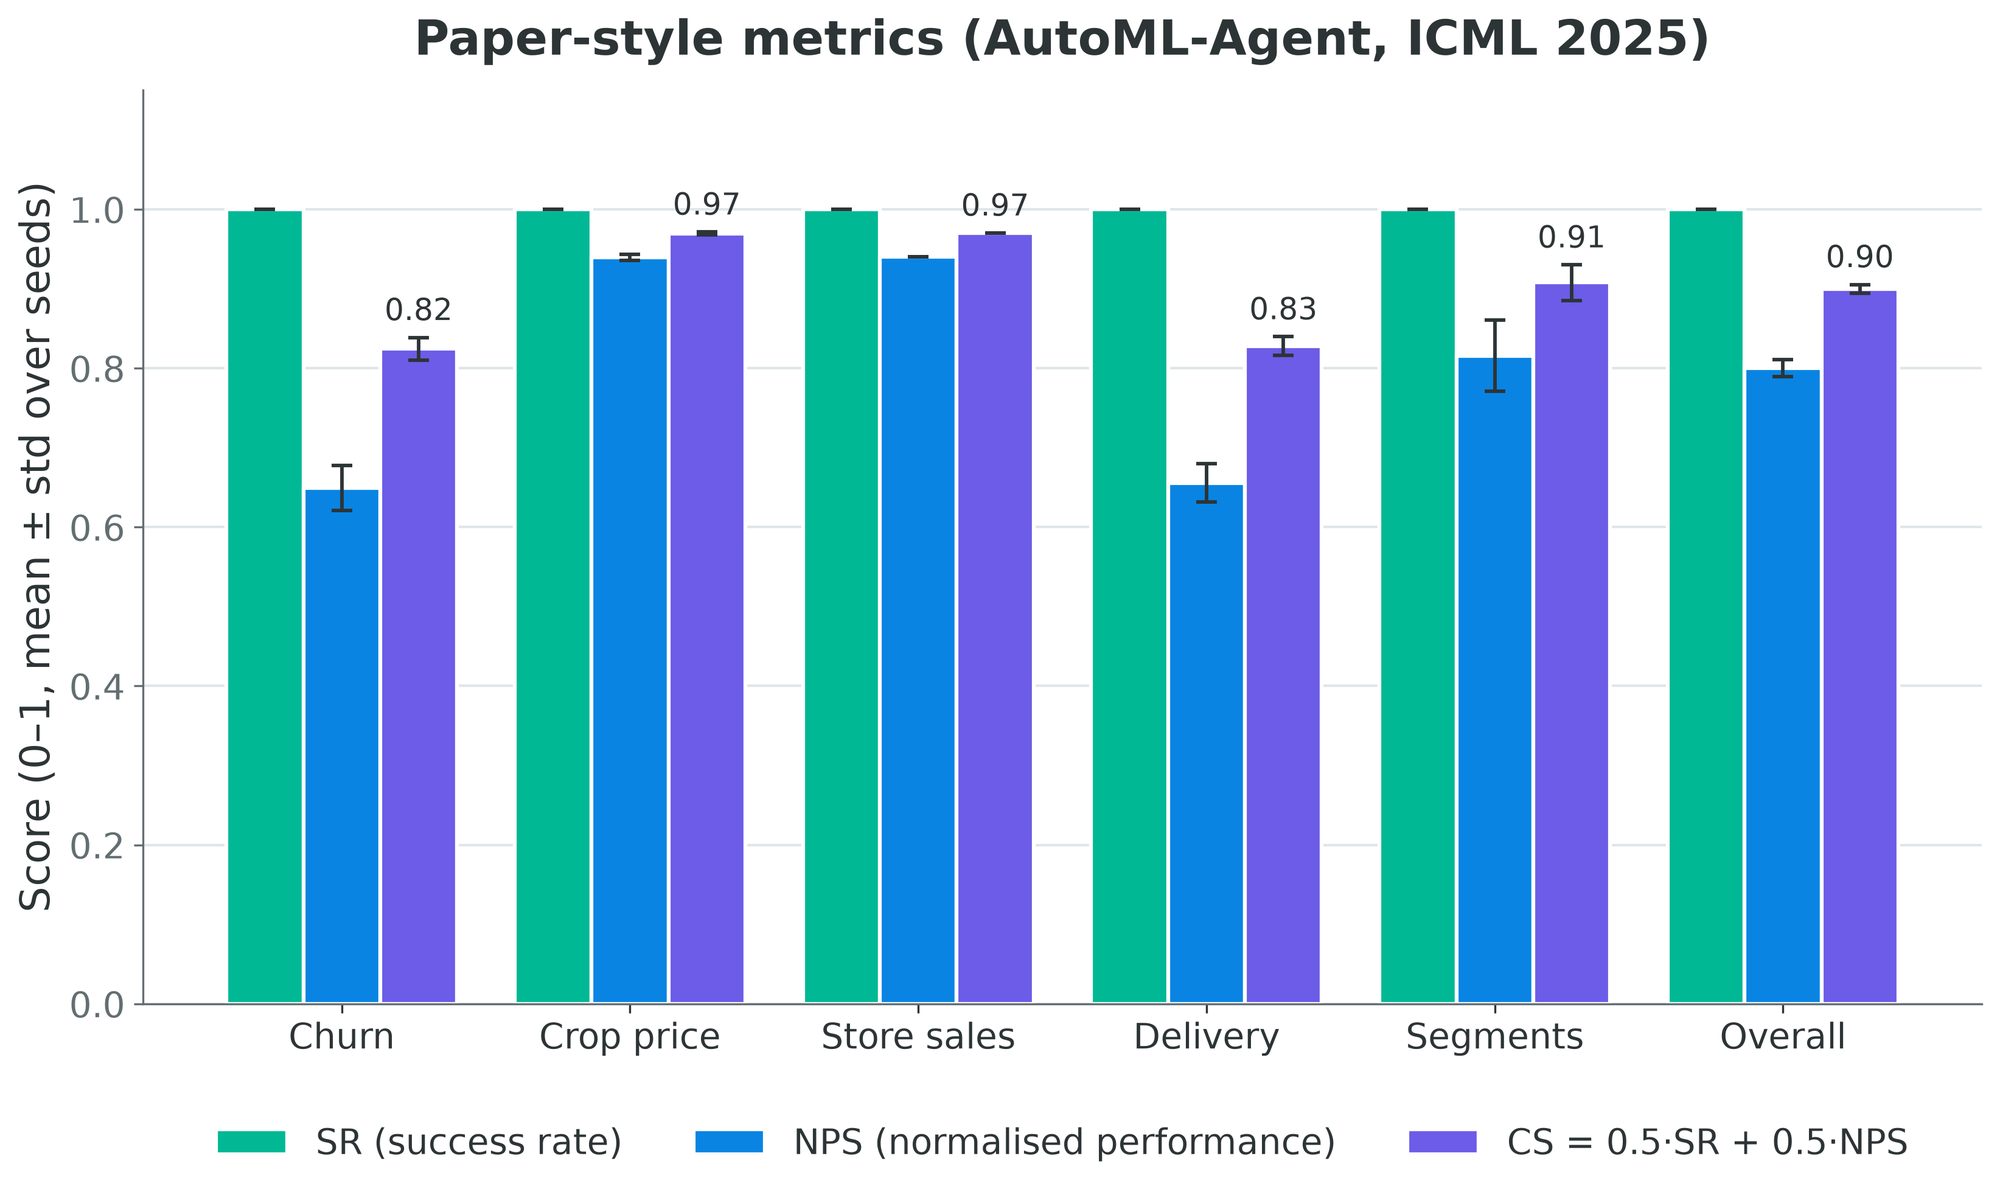 Paper-style metrics (AutoML-Agent, ICML 2025)
Score (0–1, mean ± std over seeds)
1.0
0.8
0.6
0.4
0.2
0.0
0.82
0.97
0.97
0.83
0.91
0.90
Churn
Crop price
Store sales
Delivery
Segments
Overall
SR (success rate)
NPS (normalised performance)
CS = 0.5·SR + 0.5·NPS